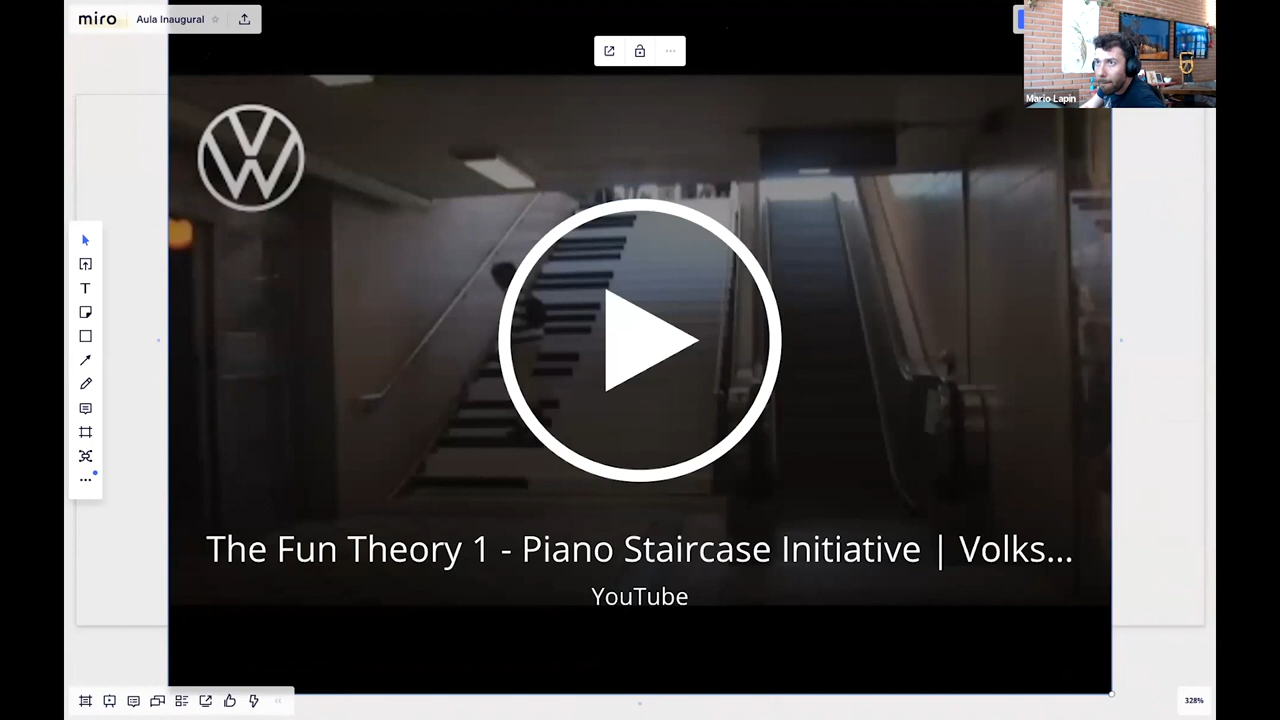 miro
Aula Inaugural
Mario Lapin
The Fun Theory 1 - Piano Staircase Initiative | Volks...
YouTube
328%